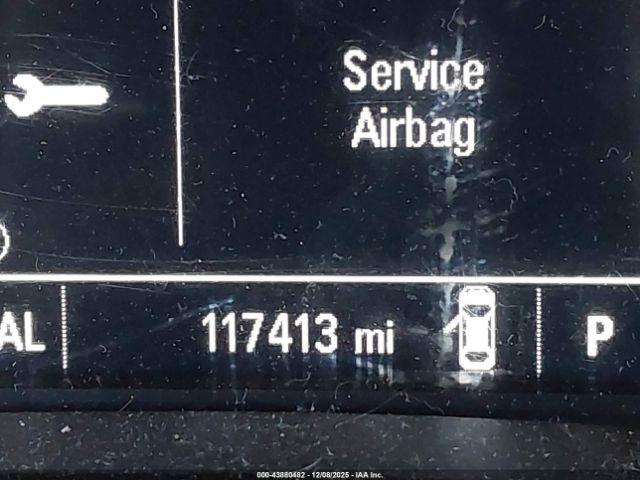 Service
Airbag
AL
117413 mi
P
000-43880482 - 12/08/2025 - IAA Inc.